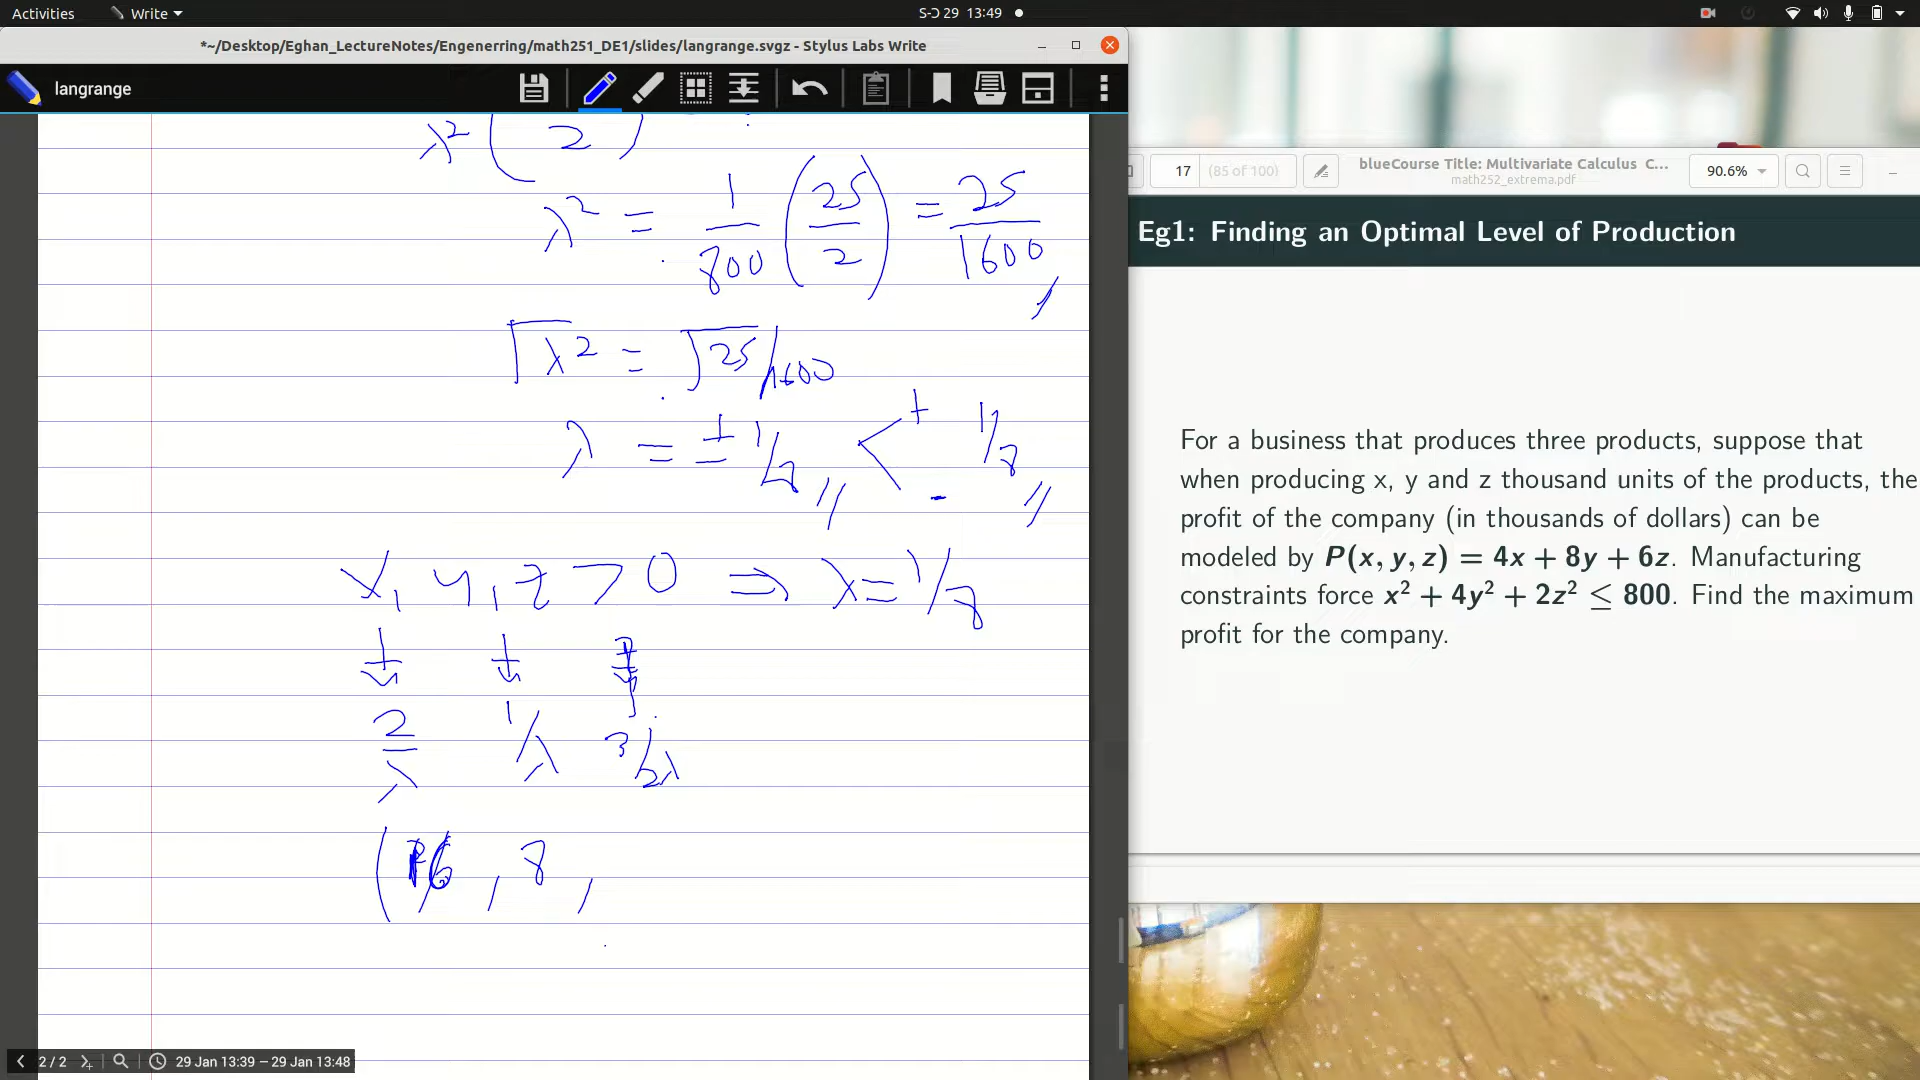 Activities Write S-Ɔ 29 13:49
*~/Desktop/Eghan_LectureNotes/Engenerring/math251_DE1/slides/langrange.svgz - Stylus Labs Write
langrange
λ² ( 2 )
λ² = 1/800 (25/2) = 25/1600,
√λ² = √25/1600
λ = ± 1/8 // < + 1/8 - //
x, y, z > 0 ⇒ λ = 1/8
2/λ 1/λ 3/2λ
(16, 8,
2 / 2 29 Jan 13:39 – 29 Jan 13:48
17 (85 of 100) blueCourse Title: Multivariate Calculus C... 90.6%
math252_extrema.pdf
Eg1: Finding an Optimal Level of Production
For a business that produces three products, suppose that
when producing x, y and z thousand units of the products, the
profit of the company (in thousands of dollars) can be
modeled by P(x, y, z) = 4x + 8y + 6z. Manufacturing
constraints force x² + 4y² + 2z² ≤ 800. Find the maximum
profit for the company.